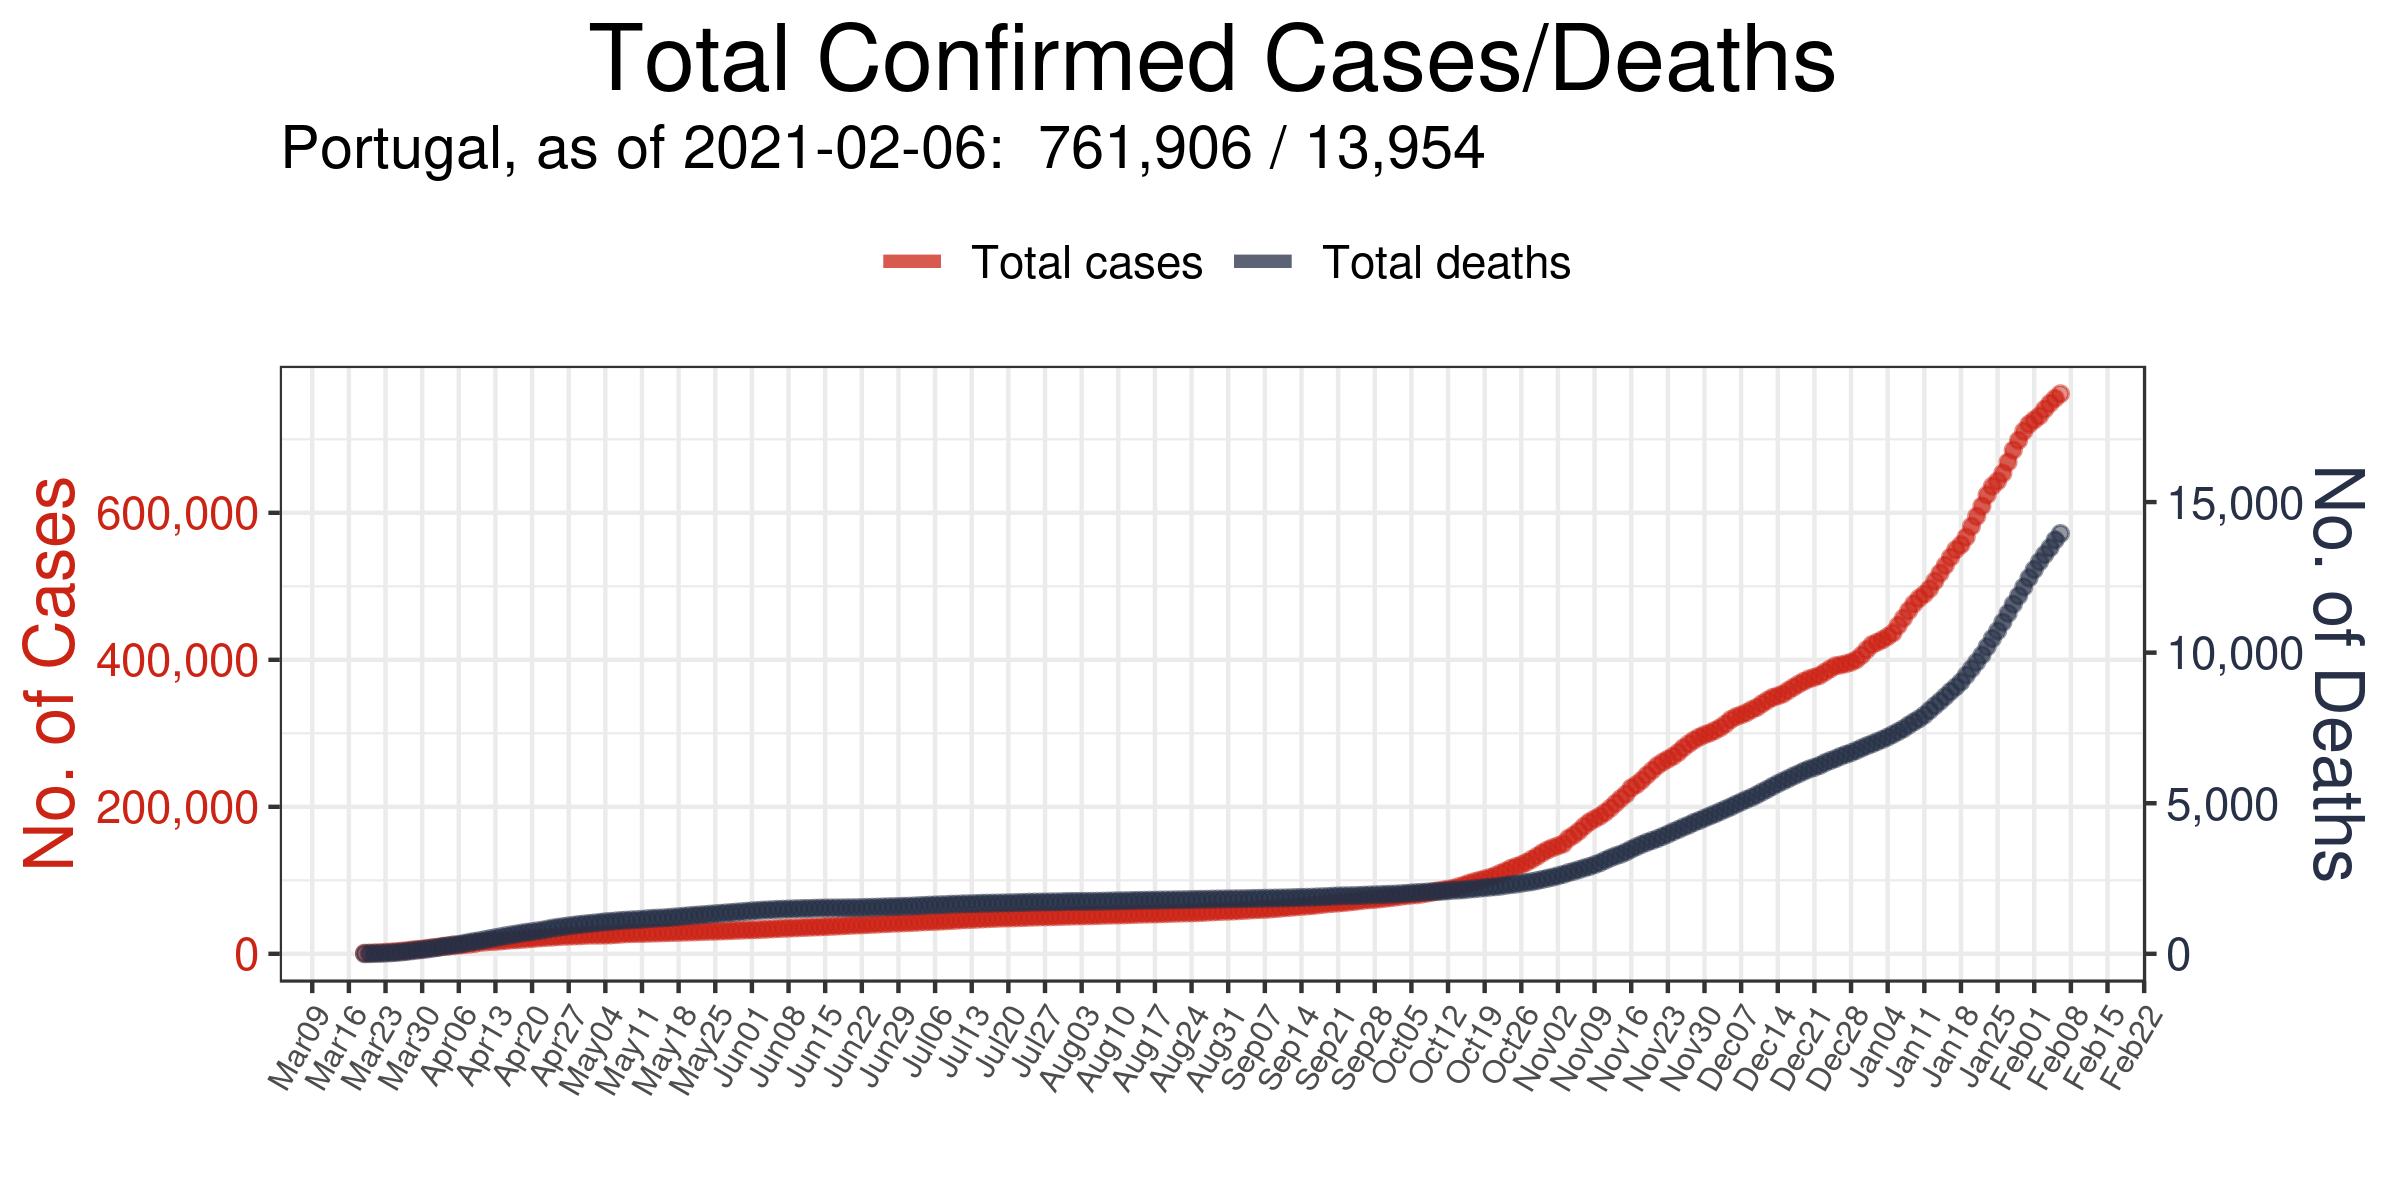 Total Confirmed Cases/Deaths
Portugal, as of 2021-02-06:  761,906 / 13,954
Total cases
Total deaths
No. of Cases
600,000
400,000
200,000
0
15,000
10,000
5,000
0
No. of Deaths
Mar09
Mar16
Mar23
Mar30
Apr06
Apr13
Apr20
Apr27
May04
May11
May18
May25
Jun01
Jun08
Jun15
Jun22
Jun29
Jul06
Jul13
Jul20
Jul27
Aug03
Aug10
Aug17
Aug24
Aug31
Sep07
Sep14
Sep21
Sep28
Oct05
Oct12
Oct19
Oct26
Nov02
Nov09
Nov16
Nov23
Nov30
Dec07
Dec14
Dec21
Dec28
Jan04
Jan11
Jan18
Jan25
Feb01
Feb08
Feb15
Feb22